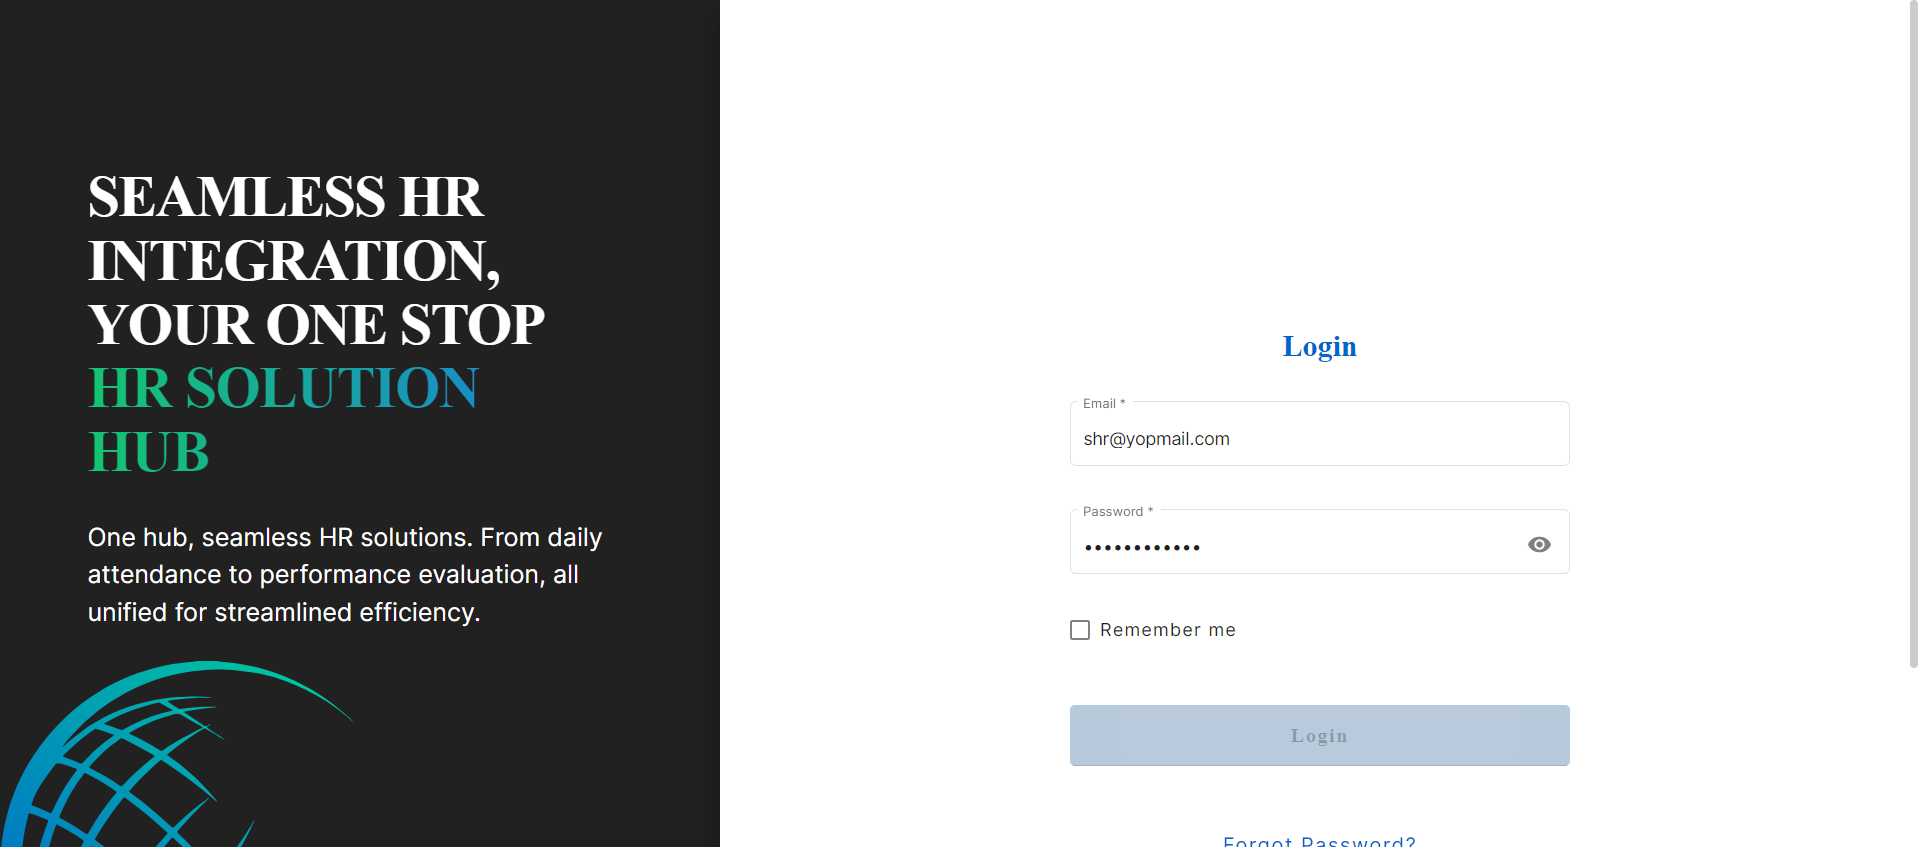 SEAMLESS HR
INTEGRATION,
YOUR ONE STOP
HR SOLUTION
HUB
One hub, seamless HR solutions. From daily
attendance to performance evaluation, all
unified for streamlined efficiency.
Login
Email *
shr@yopmail.com
Password *
••••••••••••
Remember me
Login
Forgot Password?